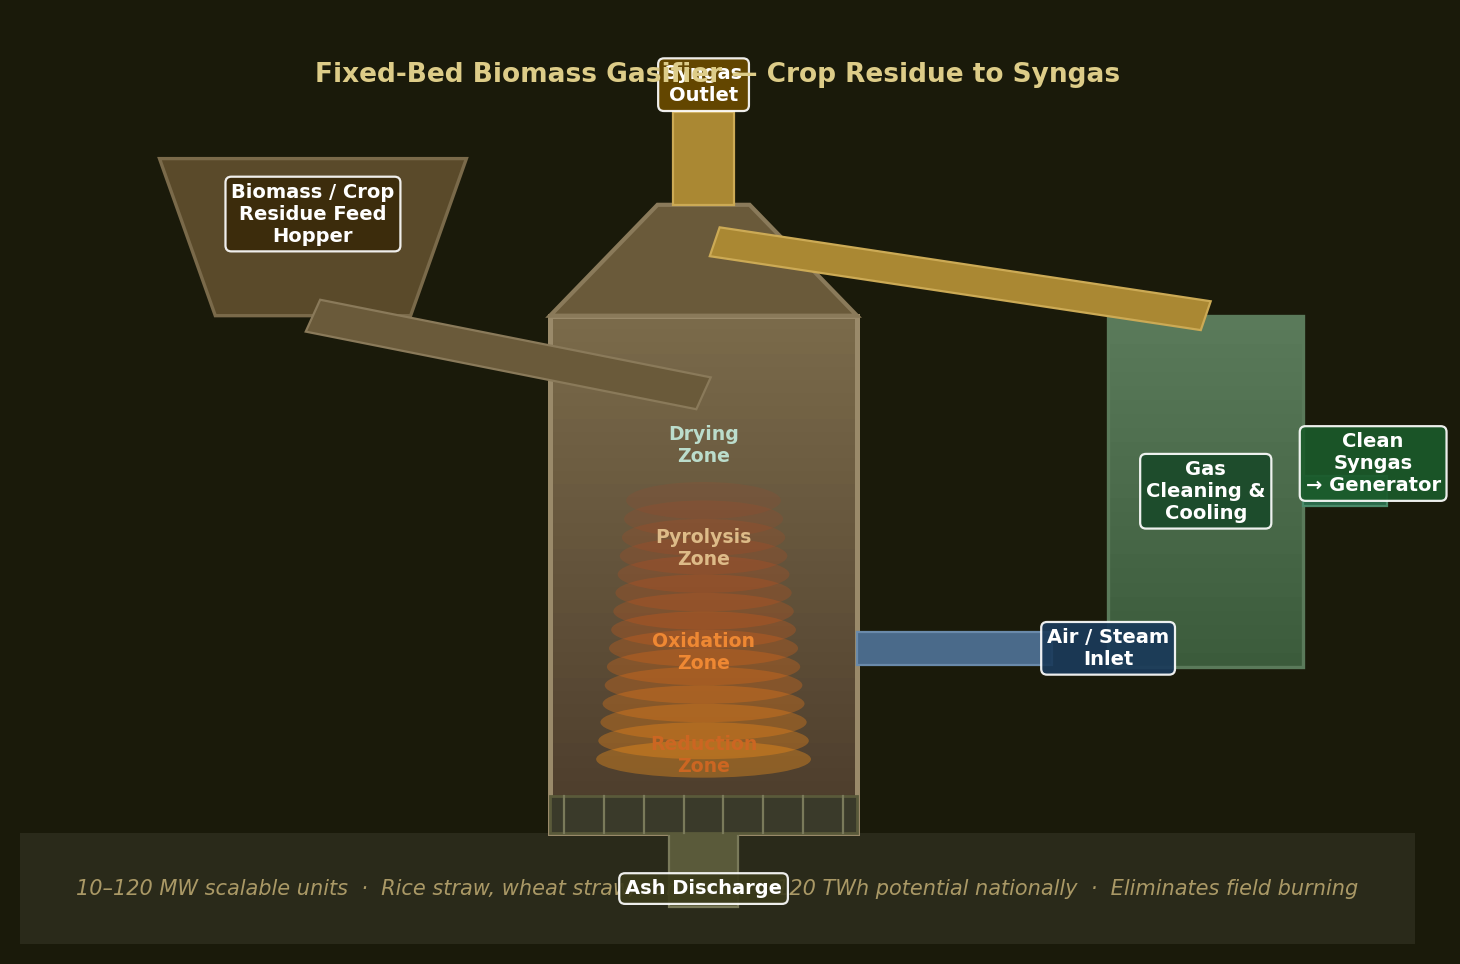 Fixed-Bed Biomass Gasifier — Crop Residue to Syngas
Syngas
Outlet
Biomass / Crop
Residue Feed
Hopper
Drying
Zone
Pyrolysis
Zone
Oxidation
Zone
Reduction
Zone
Gas
Cleaning &
Cooling
Clean
Syngas
→ Generator
Air / Steam
Inlet
Ash Discharge
10–120 MW scalable units · Rice straw, wheat 20 TWh potential nationally · Eliminates field burning